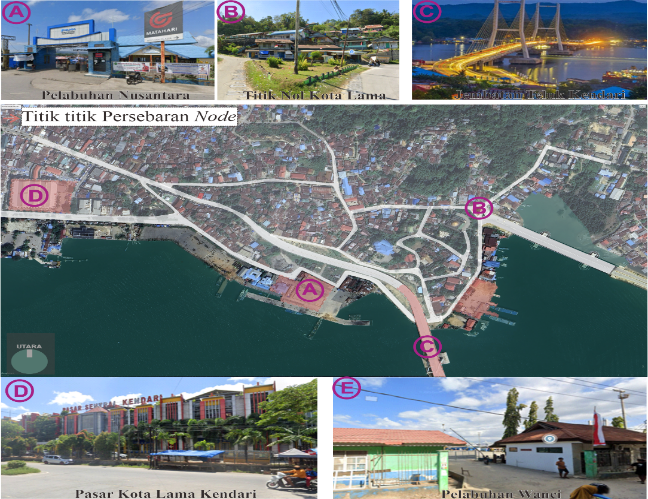 A
MATAHARI
Pelabuhan Nusantara
B
Titik Nol Kota Lama
C
Jembatan Teluk Kendari
Titik titik Persebaran Node
D
B
A
C
UTARA
D
PASAR SENTRAL KENDARI
Pasar Kota Lama Kendari
E
Pelabuhan Wanci